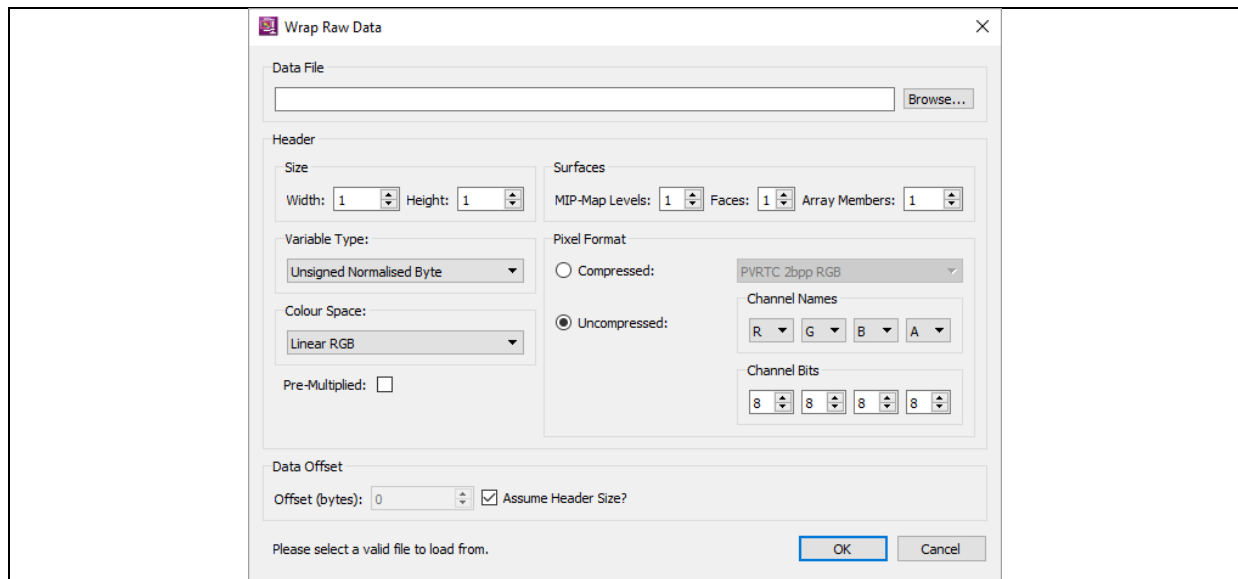 Wrap Raw Data
Data File
Browse...
Header
Size
Width: 1 Height: 1
Surfaces
MIP-Map Levels: 1 Faces: 1 Array Members: 1
Variable Type:
Unsigned Normalised Byte
Colour Space:
Linear RGB
Pre-Multiplied:
Pixel Format
Compressed: PVRTC 2bpp RGB
Uncompressed:
Channel Names
R G B A
Channel Bits
8 8 8 8
Data Offset
Offset (bytes): 0 Assume Header Size?
Please select a valid file to load from.
OK Cancel